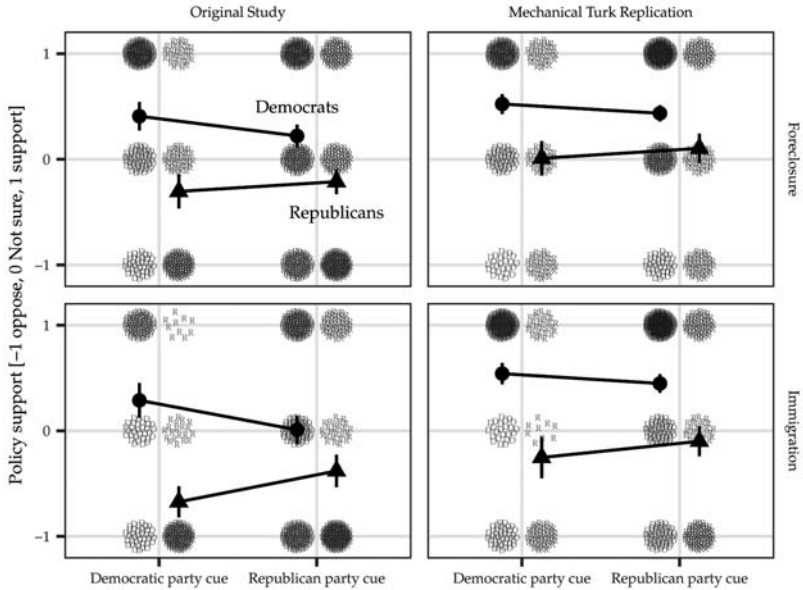 Original Study
Mechanical Turk Replication
Policy support [−1 oppose, 0 Not sure, 1 support]
1
0
−1
Democrats
Republicans
Foreclosure
1
0
−1
Immigration
Democratic party cue
Republican party cue
Democratic party cue
Republican party cue